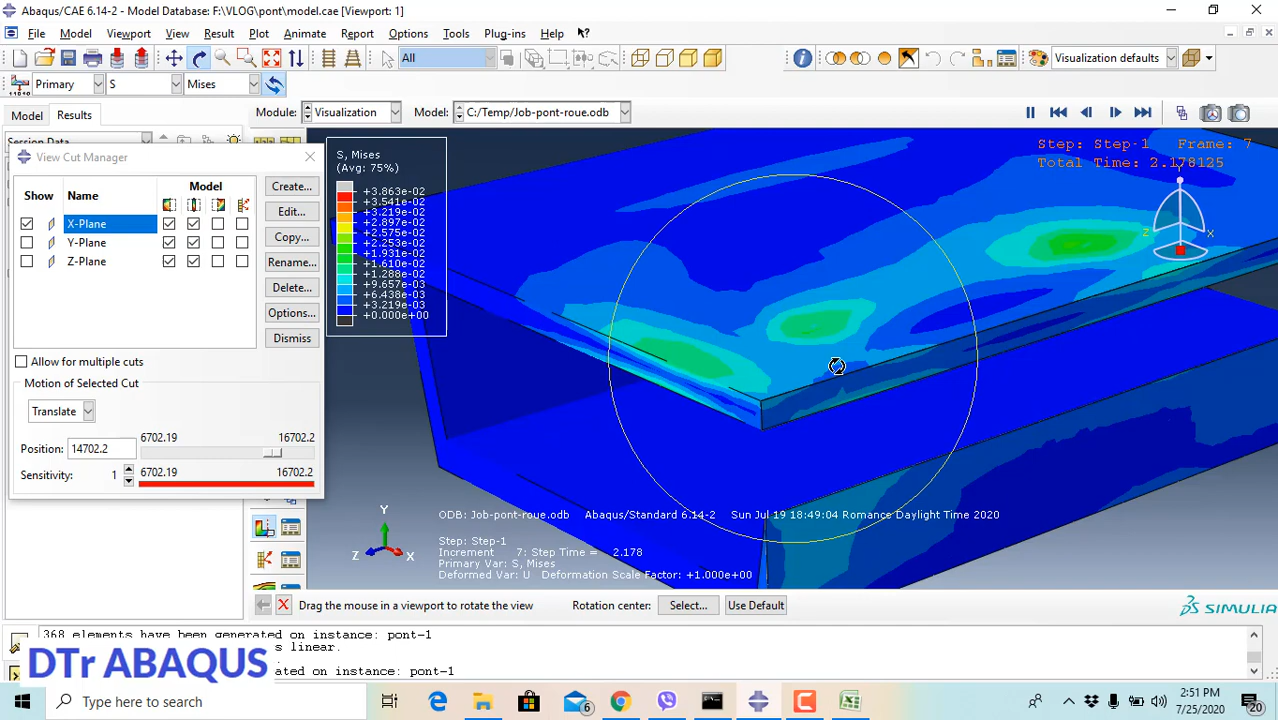 Abaqus/CAE 6.14-2 - Model Database: F:\VLOG\pont\model.cae [Viewport: 1]
File Model Viewport View Result Plot Animate Report Options Tools Plug-ins Help
All
Visualization defaults
Primary S Mises
Model Results Module: Visualization Model: C:/Temp/Job-pont-roue.odb
Session Data
View Cut Manager
Show Name Model
X-Plane
Y-Plane
Z-Plane
Create...
Edit...
Copy...
Rename...
Delete...
Options...
Dismiss
Allow for multiple cuts
Motion of Selected Cut
Translate
Position: 14702.2 6702.19 16702.2
Sensitivity: 1 6702.19 16702.2
S, Mises
(Avg: 75%)
+3.863e-02
+3.541e-02
+3.219e-02
+2.897e-02
+2.575e-02
+2.253e-02
+1.931e-02
+1.610e-02
+1.288e-02
+9.657e-03
+6.438e-03
+3.219e-03
+0.000e+00
Step: Step-1 Frame: 7
Total Time: 2.178125
Y
Z X
ODB: Job-pont-roue.odb Abaqus/Standard 6.14-2 Sun Jul 19 18:49:04 Romance Daylight Time 2020
Step: Step-1
Increment 7: Step Time = 2.178
Primary Var: S, Mises
Deformed Var: U Deformation Scale Factor: +1.000e+00
Y
Z X
Drag the mouse in a viewport to rotate the view Rotation center: Select... Use Default
SIMULIA
368 elements have been generated on instance: pont-1
s linear.
ated on instance: pont-1
DTr ABAQUS
Type here to search
6
2:51 PM
7/25/2020
20